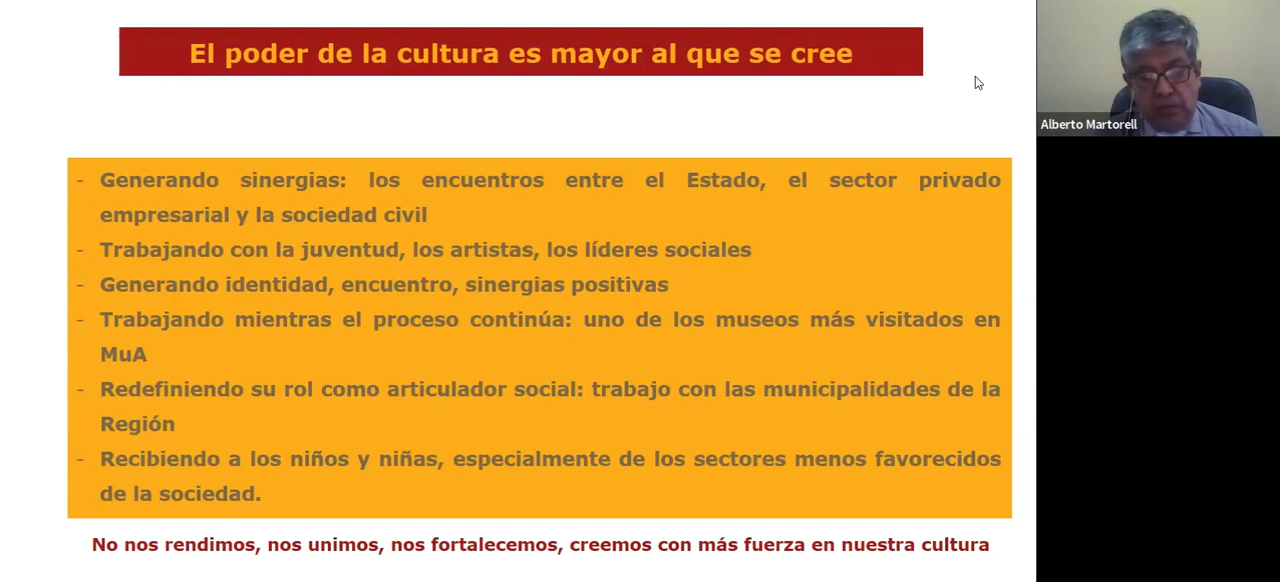 El poder de la cultura es mayor al que se cree
Alberto Martorell
- Generando sinergias: los encuentros entre el Estado, el sector privado
empresarial y la sociedad civil
- Trabajando con la juventud, los artistas, los líderes sociales
- Generando identidad, encuentro, sinergias positivas
- Trabajando mientras el proceso continúa: uno de los museos más visitados en
MuA
- Redefiniendo su rol como articulador social: trabajo con las municipalidades de la
Región
- Recibiendo a los niños y niñas, especialmente de los sectores menos favorecidos
de la sociedad.
No nos rendimos, nos unimos, nos fortalecemos, creemos con más fuerza en nuestra cultura